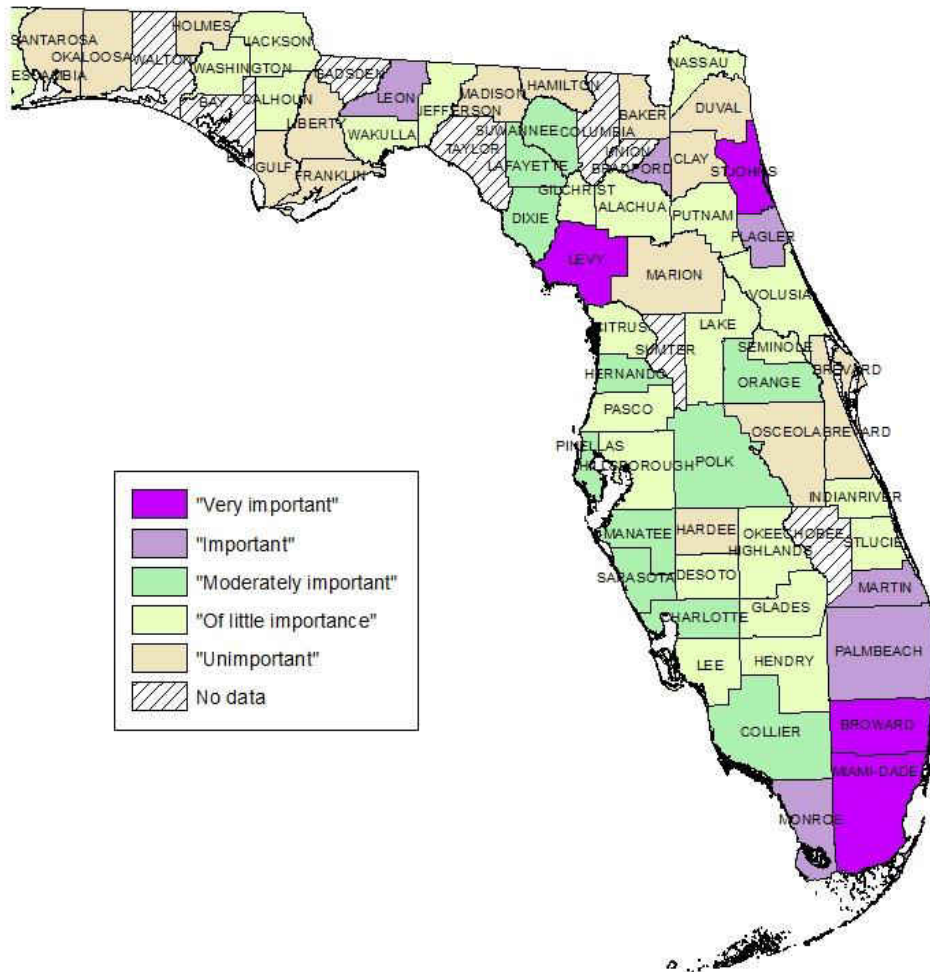 HOLMES
SANTAROSA
JACKSON
OKALOOSA
WALTON
WASHINGTON
ESCAMBIA
GADSDEN
NASSAU
BAY
CALHOUN
LEON
MADISON
HAMILTON
JEFFERSON
BAKER
DUVAL
LIBERTY
WAKULLA
SUWANNEE
COLUMBIA
TAYLOR
UNION
GULF
LAFAYETTE
BRADFORD
CLAY
STJOHNS
FRANKLIN
GILCHRIST
ALACHUA
DIXIE
PUTNAM
FLAGLER
LEVY
MARION
VOLUSIA
CITRUS
LAKE
SUMTER
SEMINOLE
HERNANDO
BREVARD
ORANGE
PASCO
OSCEOLA
BREVARD
PINELLAS
HILLSBOROUGH
POLK
INDIANRIVER
MANATEE
HARDEE
OKEECHOBEE
HIGHLANDS
STLUCIE
SARASOTA
DESOTO
MARTIN
CHARLOTTE
GLADES
PALMBEACH
LEE
HENDRY
COLLIER
BROWARD
MIAMI-DADE
MONROE
"Very important"
"Important"
"Moderately important"
"Of little importance"
"Unimportant"
No data